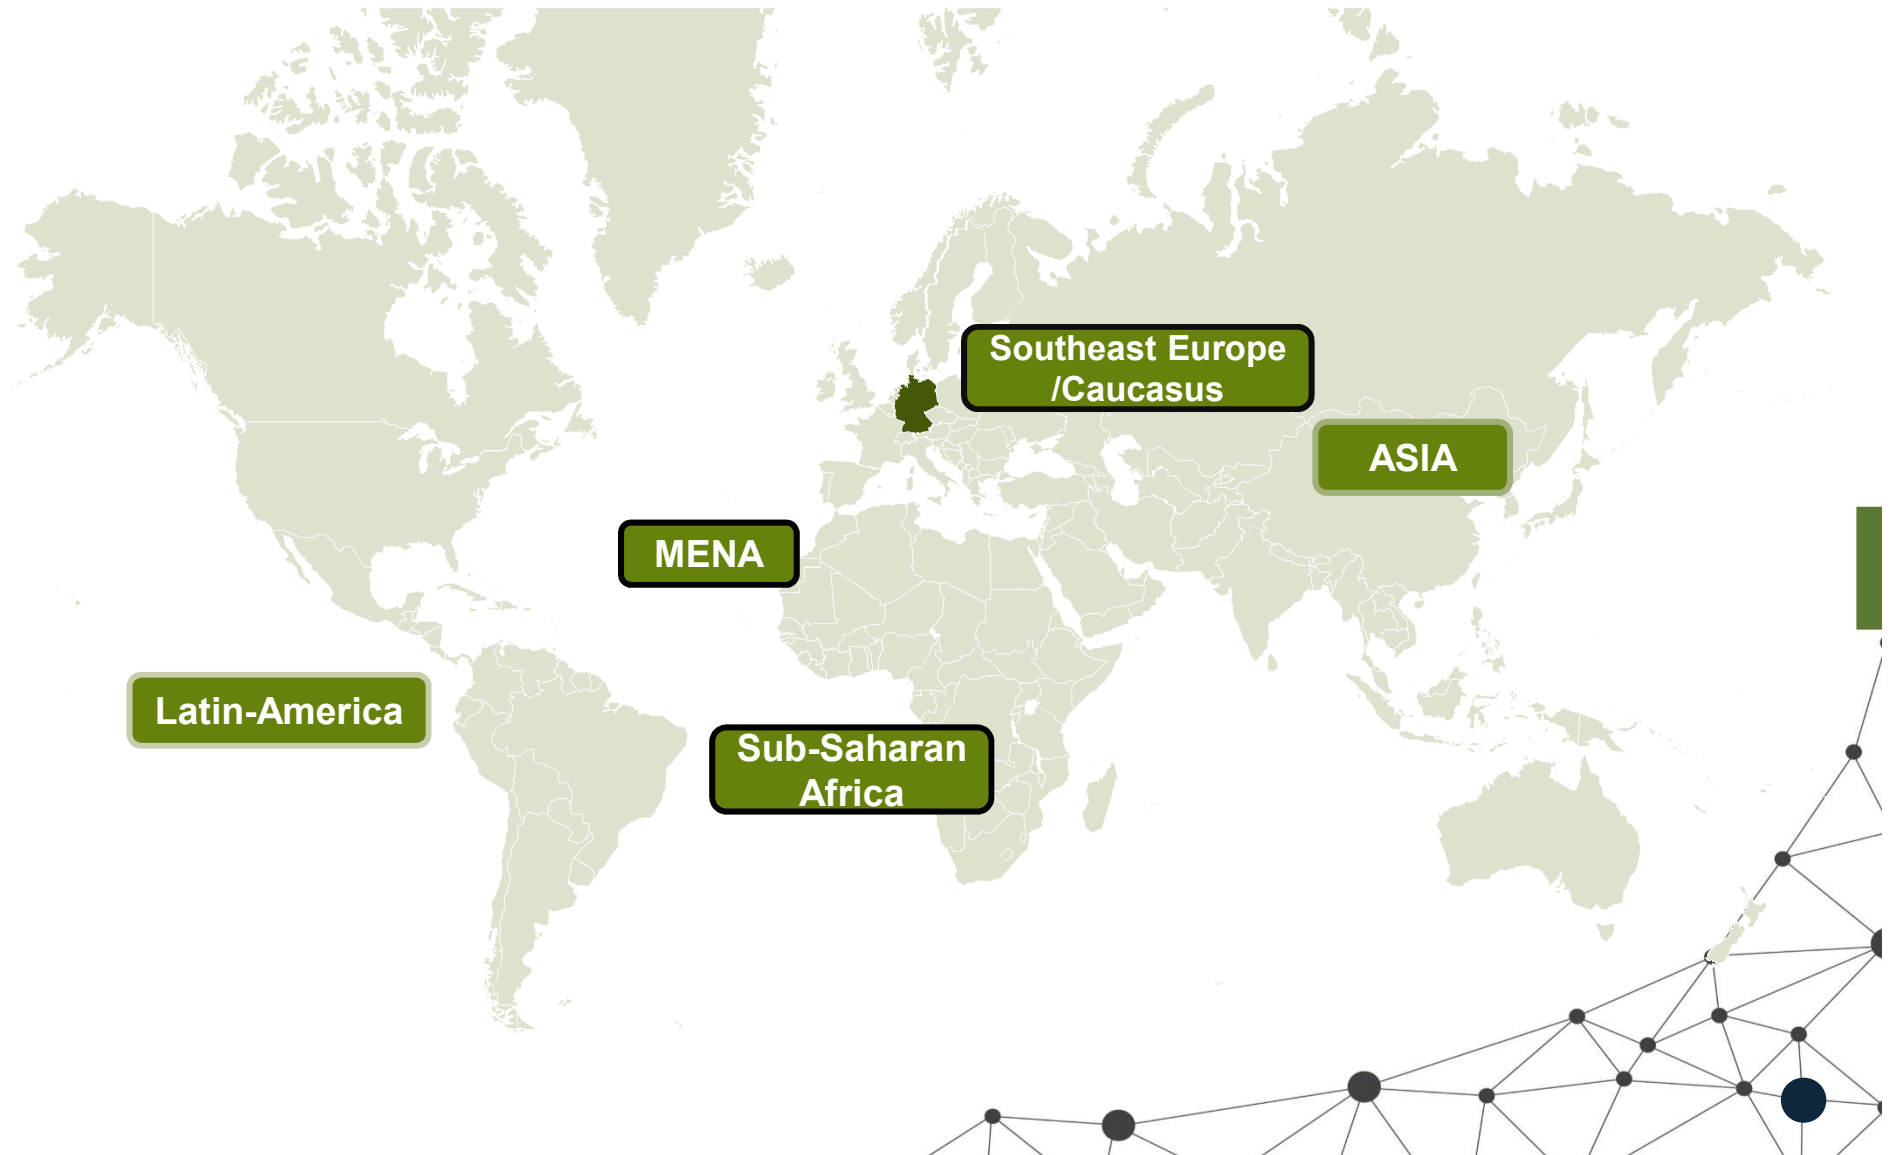 Southeast Europe
/Caucasus
ASIA
MENA
Latin-America
Sub-Saharan
Africa